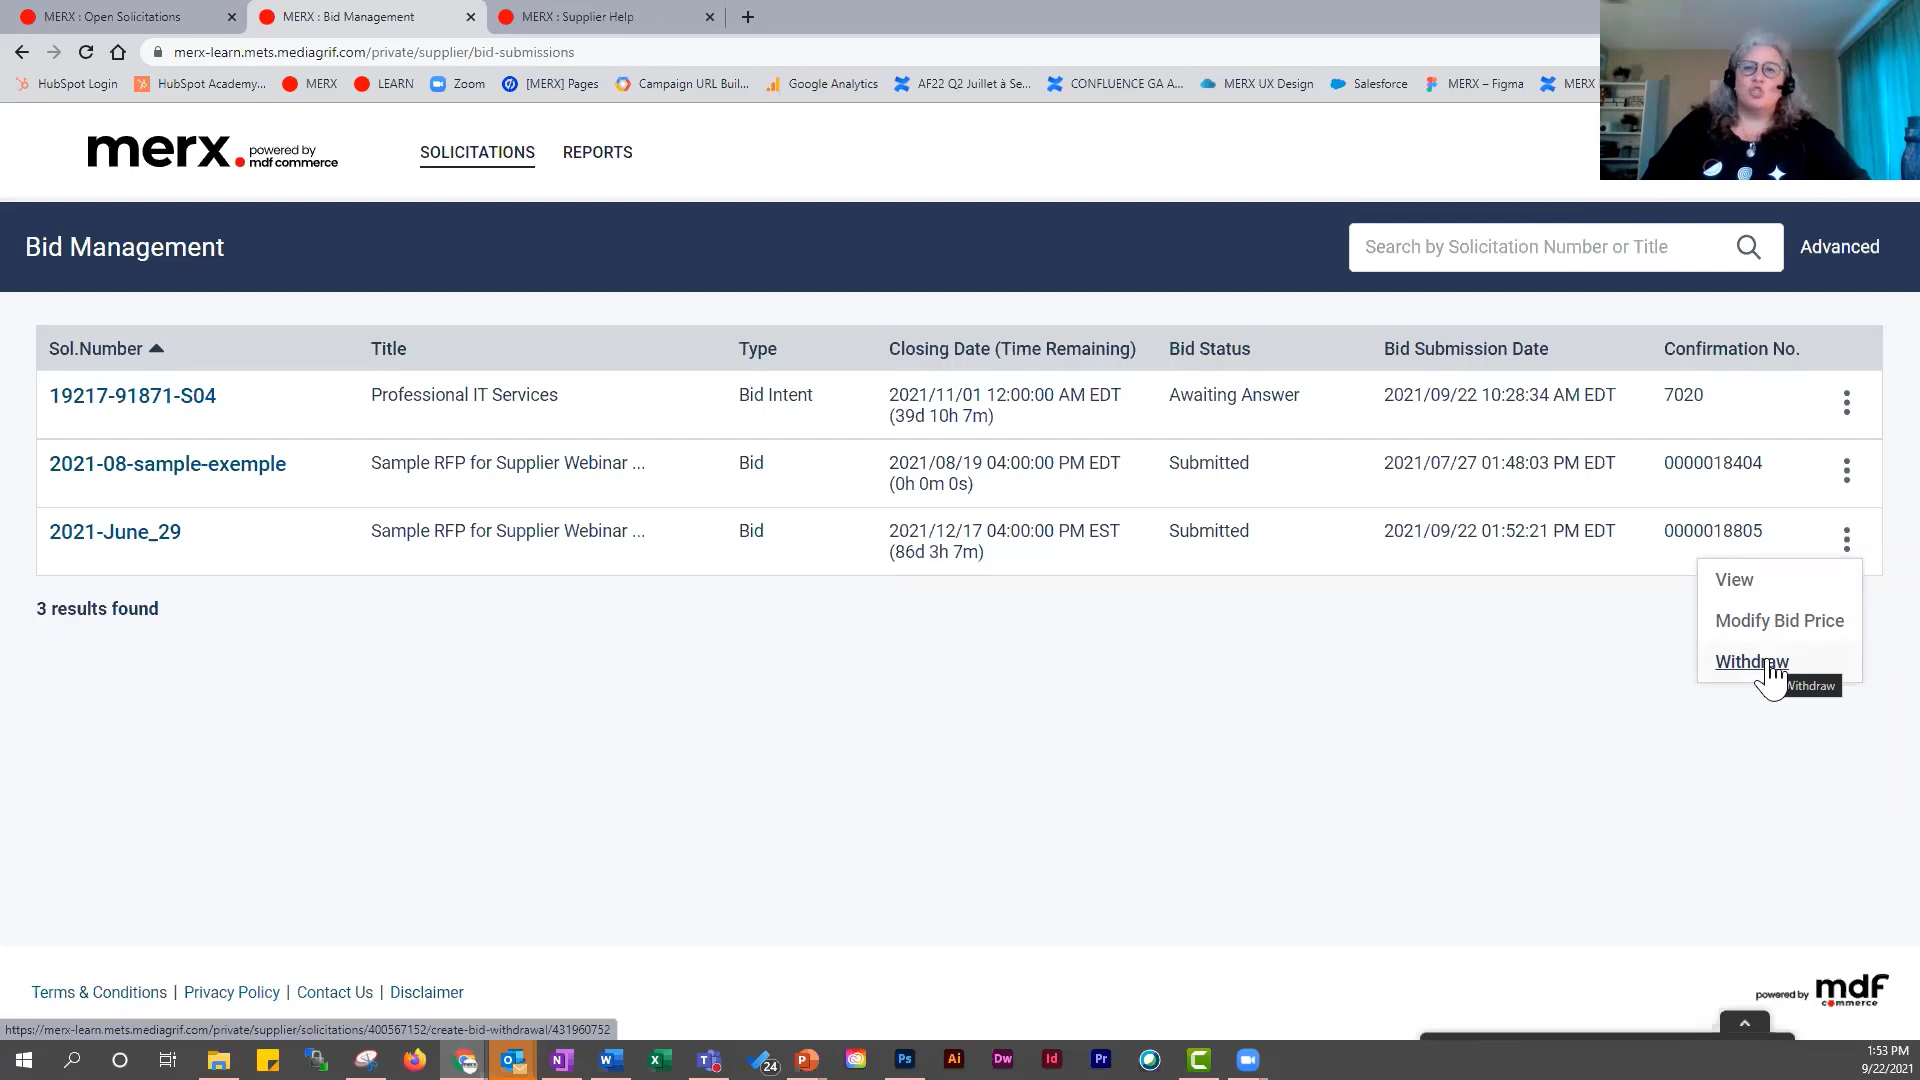 MERX : Open Solicitations
MERX : Bid Management
MERX : Supplier Help
merx-learn.mets.mediagrif.com/private/supplier/bid-submissions
HubSpot Login
HubSpot Academy...
MERX
LEARN
Zoom
[MERX] Pages
Campaign URL Buil...
Google Analytics
AF22 Q2 Juillet à Se...
CONFLUENCE GA A...
MERX UX Design
Salesforce
MERX – Figma
MERX
merx. powered by mdf commerce
SOLICITATIONS
REPORTS
Bid Management
Search by Solicitation Number or Title
Advanced
Sol.Number Title Type Closing Date (Time Remaining) Bid Status Bid Submission Date Confirmation No.
19217-91871-S04 Professional IT Services Bid Intent 2021/11/01 12:00:00 AM EDT Awaiting Answer 2021/09/22 10:28:34 AM EDT 7020
(39d 10h 7m)
2021-08-sample-exemple Sample RFP for Supplier Webinar ... Bid 2021/08/19 04:00:00 PM EDT Submitted 2021/07/27 01:48:03 PM EDT 0000018404
(0h 0m 0s)
2021-June_29 Sample RFP for Supplier Webinar ... Bid 2021/12/17 04:00:00 PM EST Submitted 2021/09/22 01:52:21 PM EDT 0000018805
(86d 3h 7m)
View
Modify Bid Price
Withdraw
Withdraw
3 results found
Terms & Conditions | Privacy Policy | Contact Us | Disclaimer
powered by mdf commerce
https://merx-learn.mets.mediagrif.com/private/supplier/solicitations/400567152/create-bid-withdrawal/431960752
24
Ps
Ai
Dw
Id
Pr
1:53 PM
9/22/2021